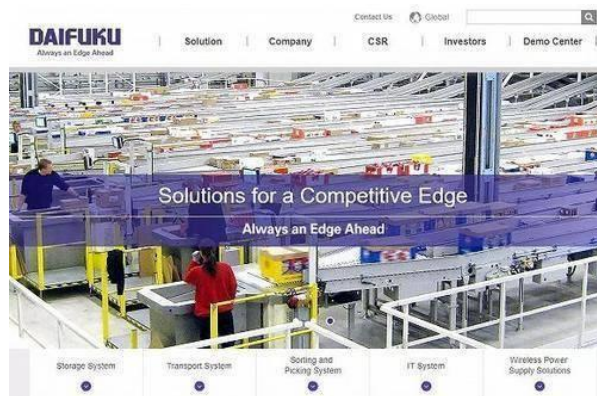 Contact Us Global
DAIFUKU
Always an Edge Ahead
Solution Company CSR Investors Demo Center
Solutions for a Competitive Edge
Always an Edge Ahead
Storage System
Transport System
Sorting and
Picking System
IT System
Wireless Power
Supply Solutions